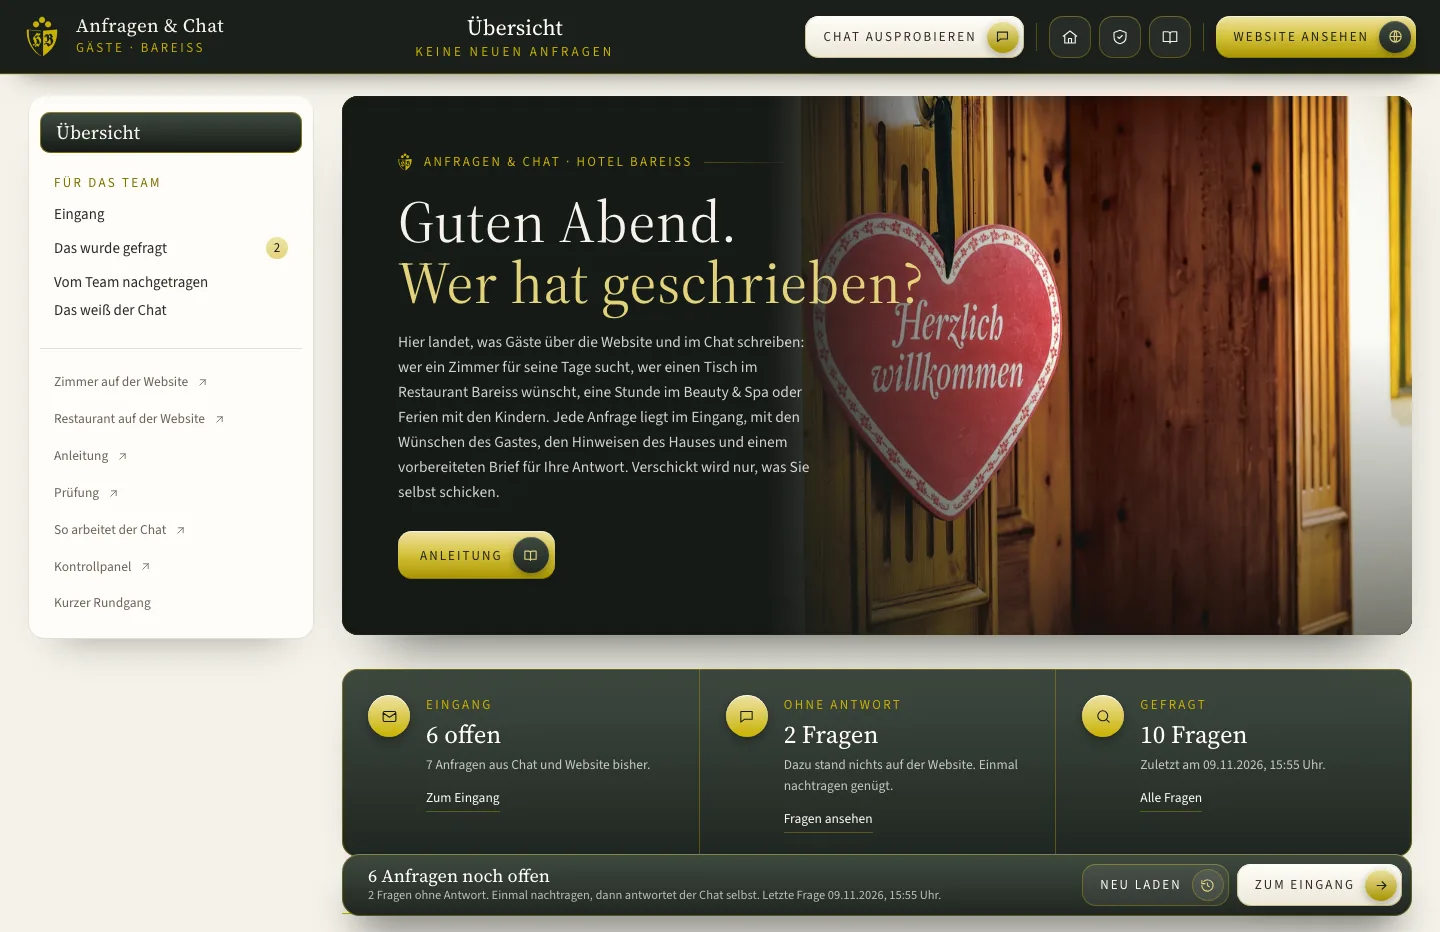 Anfragen & Chat
GÄSTE · BAREISS
Übersicht
KEINE NEUEN ANFRAGEN
CHAT AUSPROBIEREN
WEBSITE ANSEHEN
Übersicht
FÜR DAS TEAM
Eingang
Das wurde gefragt 2
Vom Team nachgetragen
Das weiß der Chat
Zimmer auf der Website
Restaurant auf der Website
Anleitung
Prüfung
So arbeitet der Chat
Kontrollpanel
Kurzer Rundgang
ANFRAGEN & CHAT · HOTEL BAREISS
Guten Abend.
Wer hat geschrieben?
Hier landet, was Gäste über die Website und im Chat schreiben:
wer ein Zimmer für seine Tage sucht, wer einen Tisch im
Restaurant Bareiss wünscht, eine Stunde im Beauty & Spa oder
Ferien mit den Kindern. Jede Anfrage liegt im Eingang, mit den
Wünschen des Gastes, den Hinweisen des Hauses und einem
vorbereiteten Brief für Ihre Antwort. Verschickt wird nur, was Sie
selbst schicken.
ANLEITUNG
Herzlich
willkommen
EINGANG
6 offen
7 Anfragen aus Chat und Website bisher.
Zum Eingang
OHNE ANTWORT
2 Fragen
Dazu stand nichts auf der Website. Einmal
nachtragen genügt.
Fragen ansehen
GEFRAGT
10 Fragen
Zuletzt am 09.11.2026, 15:55 Uhr.
Alle Fragen
6 Anfragen noch offen
2 Fragen ohne Antwort. Einmal nachtragen, dann antwortet der Chat selbst. Letzte Frage 09.11.2026, 15:55 Uhr.
NEU LADEN
ZUM EINGANG